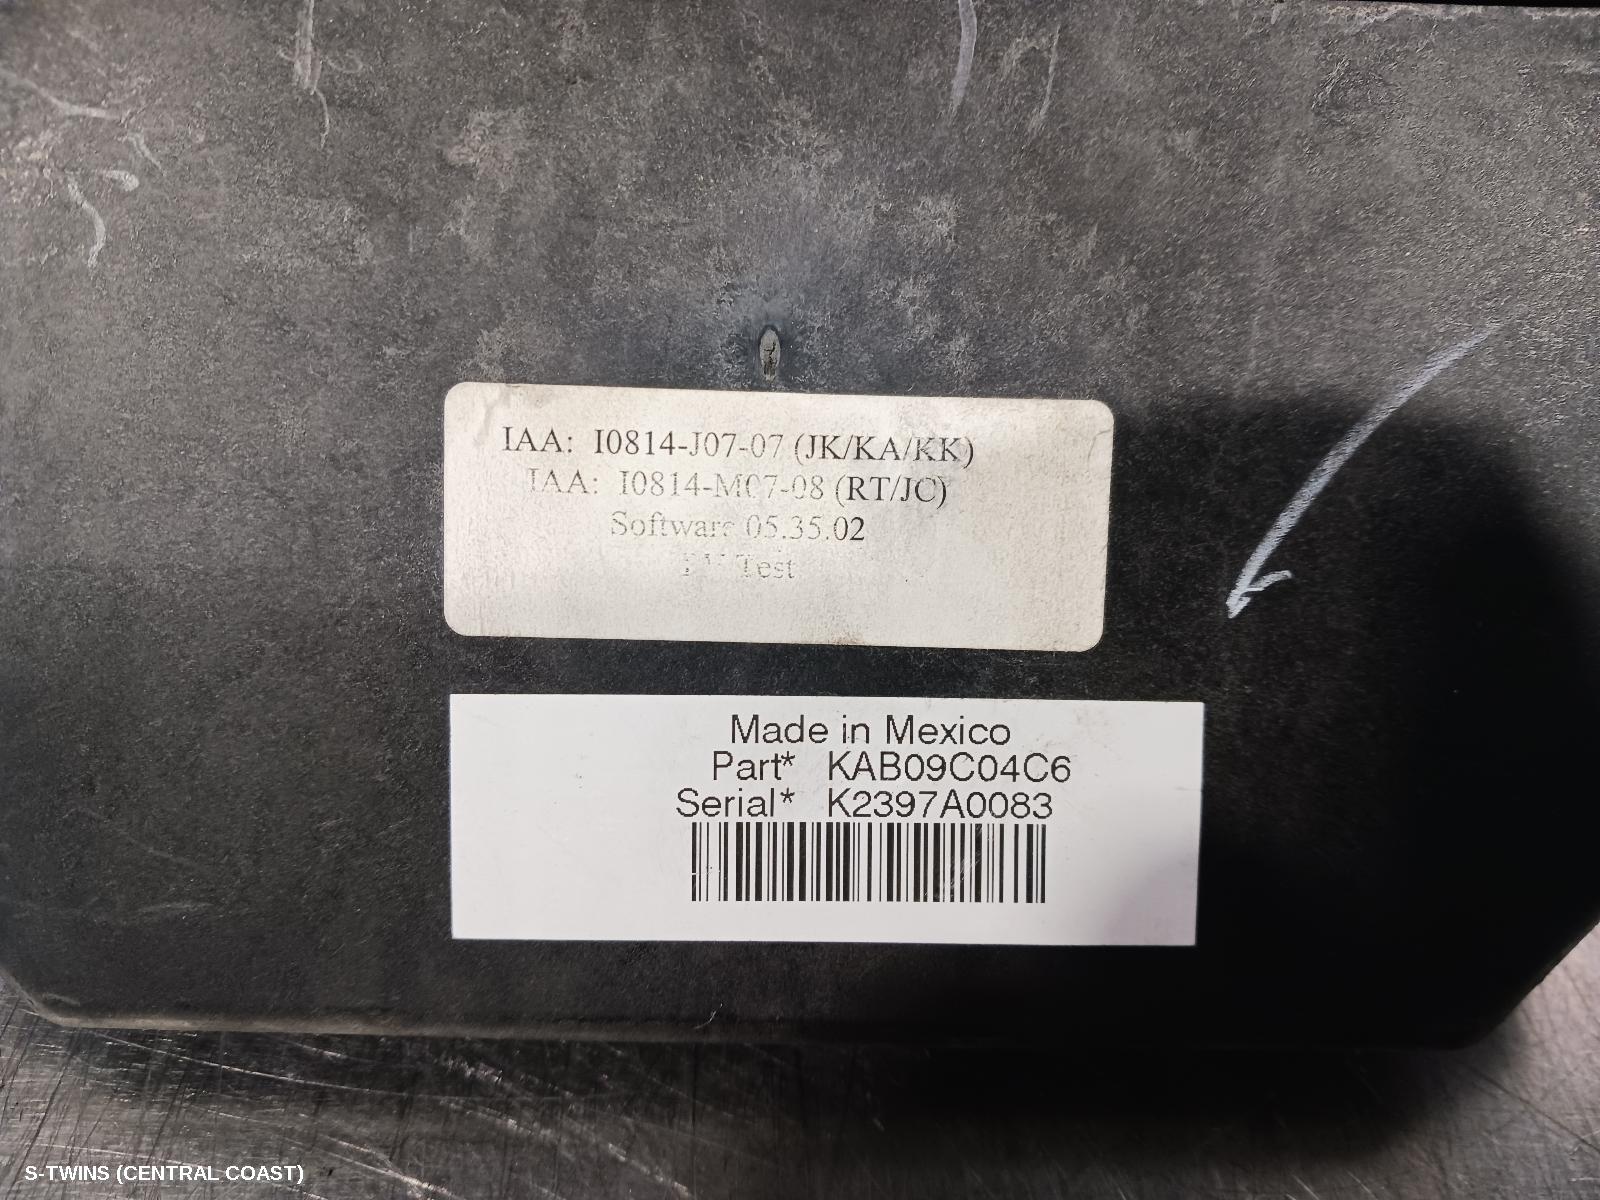 IAA: I0814-J07-07 (JK/KA/KK)
IAA: I0814-M07-08 (RT/JC)
Software 05.35.02
Test
Made in Mexico
Part* KAB09C04C6
Serial* K2397A0083
S-TWINS (CENTRAL COAST)